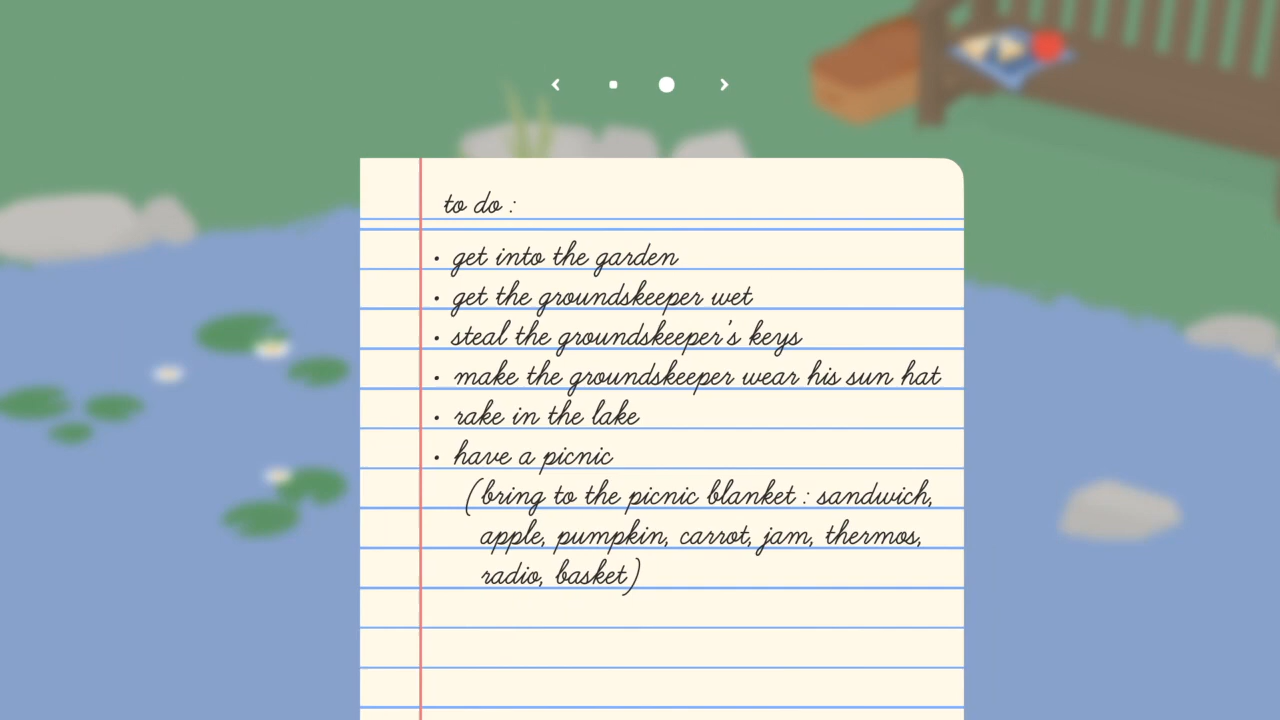 to do :
• get into the garden
• get the groundskeeper wet
• steal the groundskeeper's keys
• make the groundskeeper wear his sun hat
• rake in the lake
• have a picnic
(bring to the picnic blanket : sandwich,
apple, pumpkin, carrot, jam, thermos,
radio, basket)